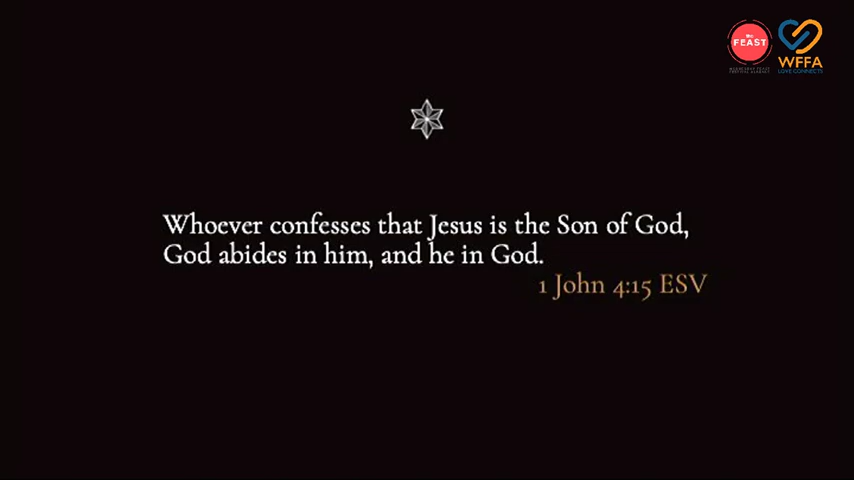 THE
FEAST
WFFA
LOVE CONNECTS
Whoever confesses that Jesus is the Son of God,
God abides in him, and he in God.
1 John 4:15 ESV